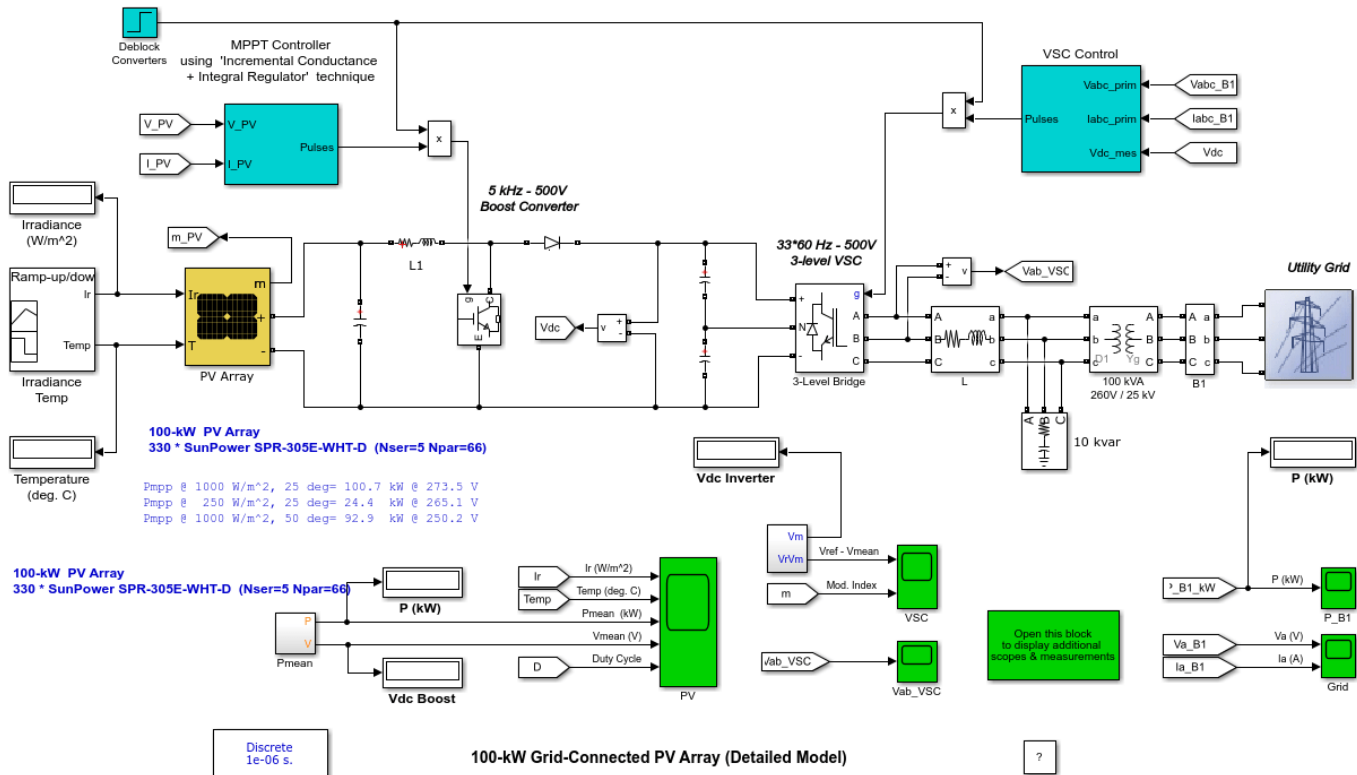 Deblock
Converters
MPPT Controller
using 'Incremental Conductance
+ Integral Regulator' technique
V_PV
I_PV
V_PV
I_PV
Pulses
x
VSC Control
Vabc_prim
Iabc_prim
Vdc_mes
Pulses
Vabc_B1
Iabc_B1
Vdc
x
Irradiance
(W/m^2)
m_PV
5 kHz - 500V
Boost Converter
L1
33*60 Hz - 500V
3-level VSC
Vab_VSC
Utility Grid
Ramp-up/dow
Ir
Temp
Irradiance
Temp
Ir
T
m
+
-
PV Array
g
C
E
Vdc
v
+
-
g
+
N
-
A
B
C
3-Level Bridge
+
-
v
A
B
C
a
b
c
L
a
b
c
A
B
C
D1
Yg
100 kVA
260V / 25 kV
A
B
C
a
b
c
B1
A
B
C
10 kvar
Temperature
(deg. C)
100-kW PV Array
330 * SunPower SPR-305E-WHT-D (Nser=5 Npar=66)
Pmpp @ 1000 W/m^2, 25 deg= 100.7 kW @ 273.5 V
Pmpp @ 250 W/m^2, 25 deg= 24.4 kW @ 265.1 V
Pmpp @ 1000 W/m^2, 50 deg= 92.9 kW @ 250.2 V
Vdc Inverter
P (kW)
100-kW PV Array
330 * SunPower SPR-305E-WHT-D (Nser=5 Npar=66)
P (kW)
P
V
Pmean
Vdc Boost
Ir
Temp
D
Ir (W/m^2)
Temp (deg. C)
Pmean (kW)
Vmean (V)
Duty Cycle
PV
Vm
VrVm
Vref - Vmean
m
Mod. Index
VSC
Vab_VSC
Vab_VSC
Open this block
to display additional
scopes & measurements
P_B1_kW
P (kW)
P_B1
Va_B1
Va (V)
Ia_B1
Ia (A)
Grid
Discrete
1e-06 s.
100-kW Grid-Connected PV Array (Detailed Model)
?